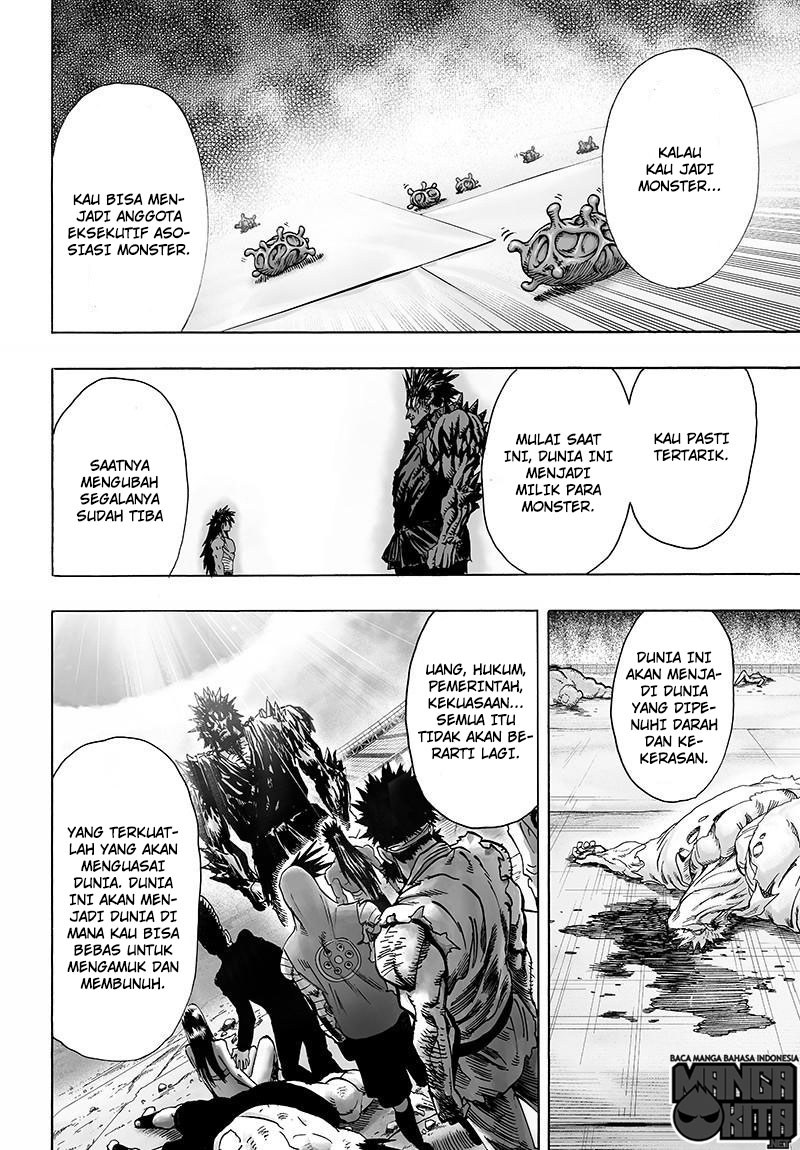 KALAU
KAU JADI
MONSTER...
KAU BISA MEN-
JADI ANGGOTA
EKSEKUTIF ASO-
SIASI MONSTER.
KAU PASTI
TERTARIK.
MULAI SAAT
INI, DUNIA INI
MENJADI
MILIK PARA
MONSTER.
SAATNYA
MENGUBAH
SEGALANYA
SUDAH TIBA
DUNIA INI
AKAN MENJA-
DI DUNIA
YANG DIPE-
NUHI DARAH
DAN KE-
KERASAN.
UANG, HUKUM,
PEMERINTAH,
KEKUASAAN...
SEMUA ITU
TIDAK AKAN BE-
RARTI LAGI.
YANG TERKUAT-
LAH YANG AKAN
MENGUASAI
DUNIA. DUNIA
INI AKAN MEN-
JADI DUNIA DI
MANA KAU BISA
BEBAS UNTUK
MENGAMUK DAN
MEMBUNUH.
BACA MANGA BAHASA INDONESIA
MANGA
KITA
.NET